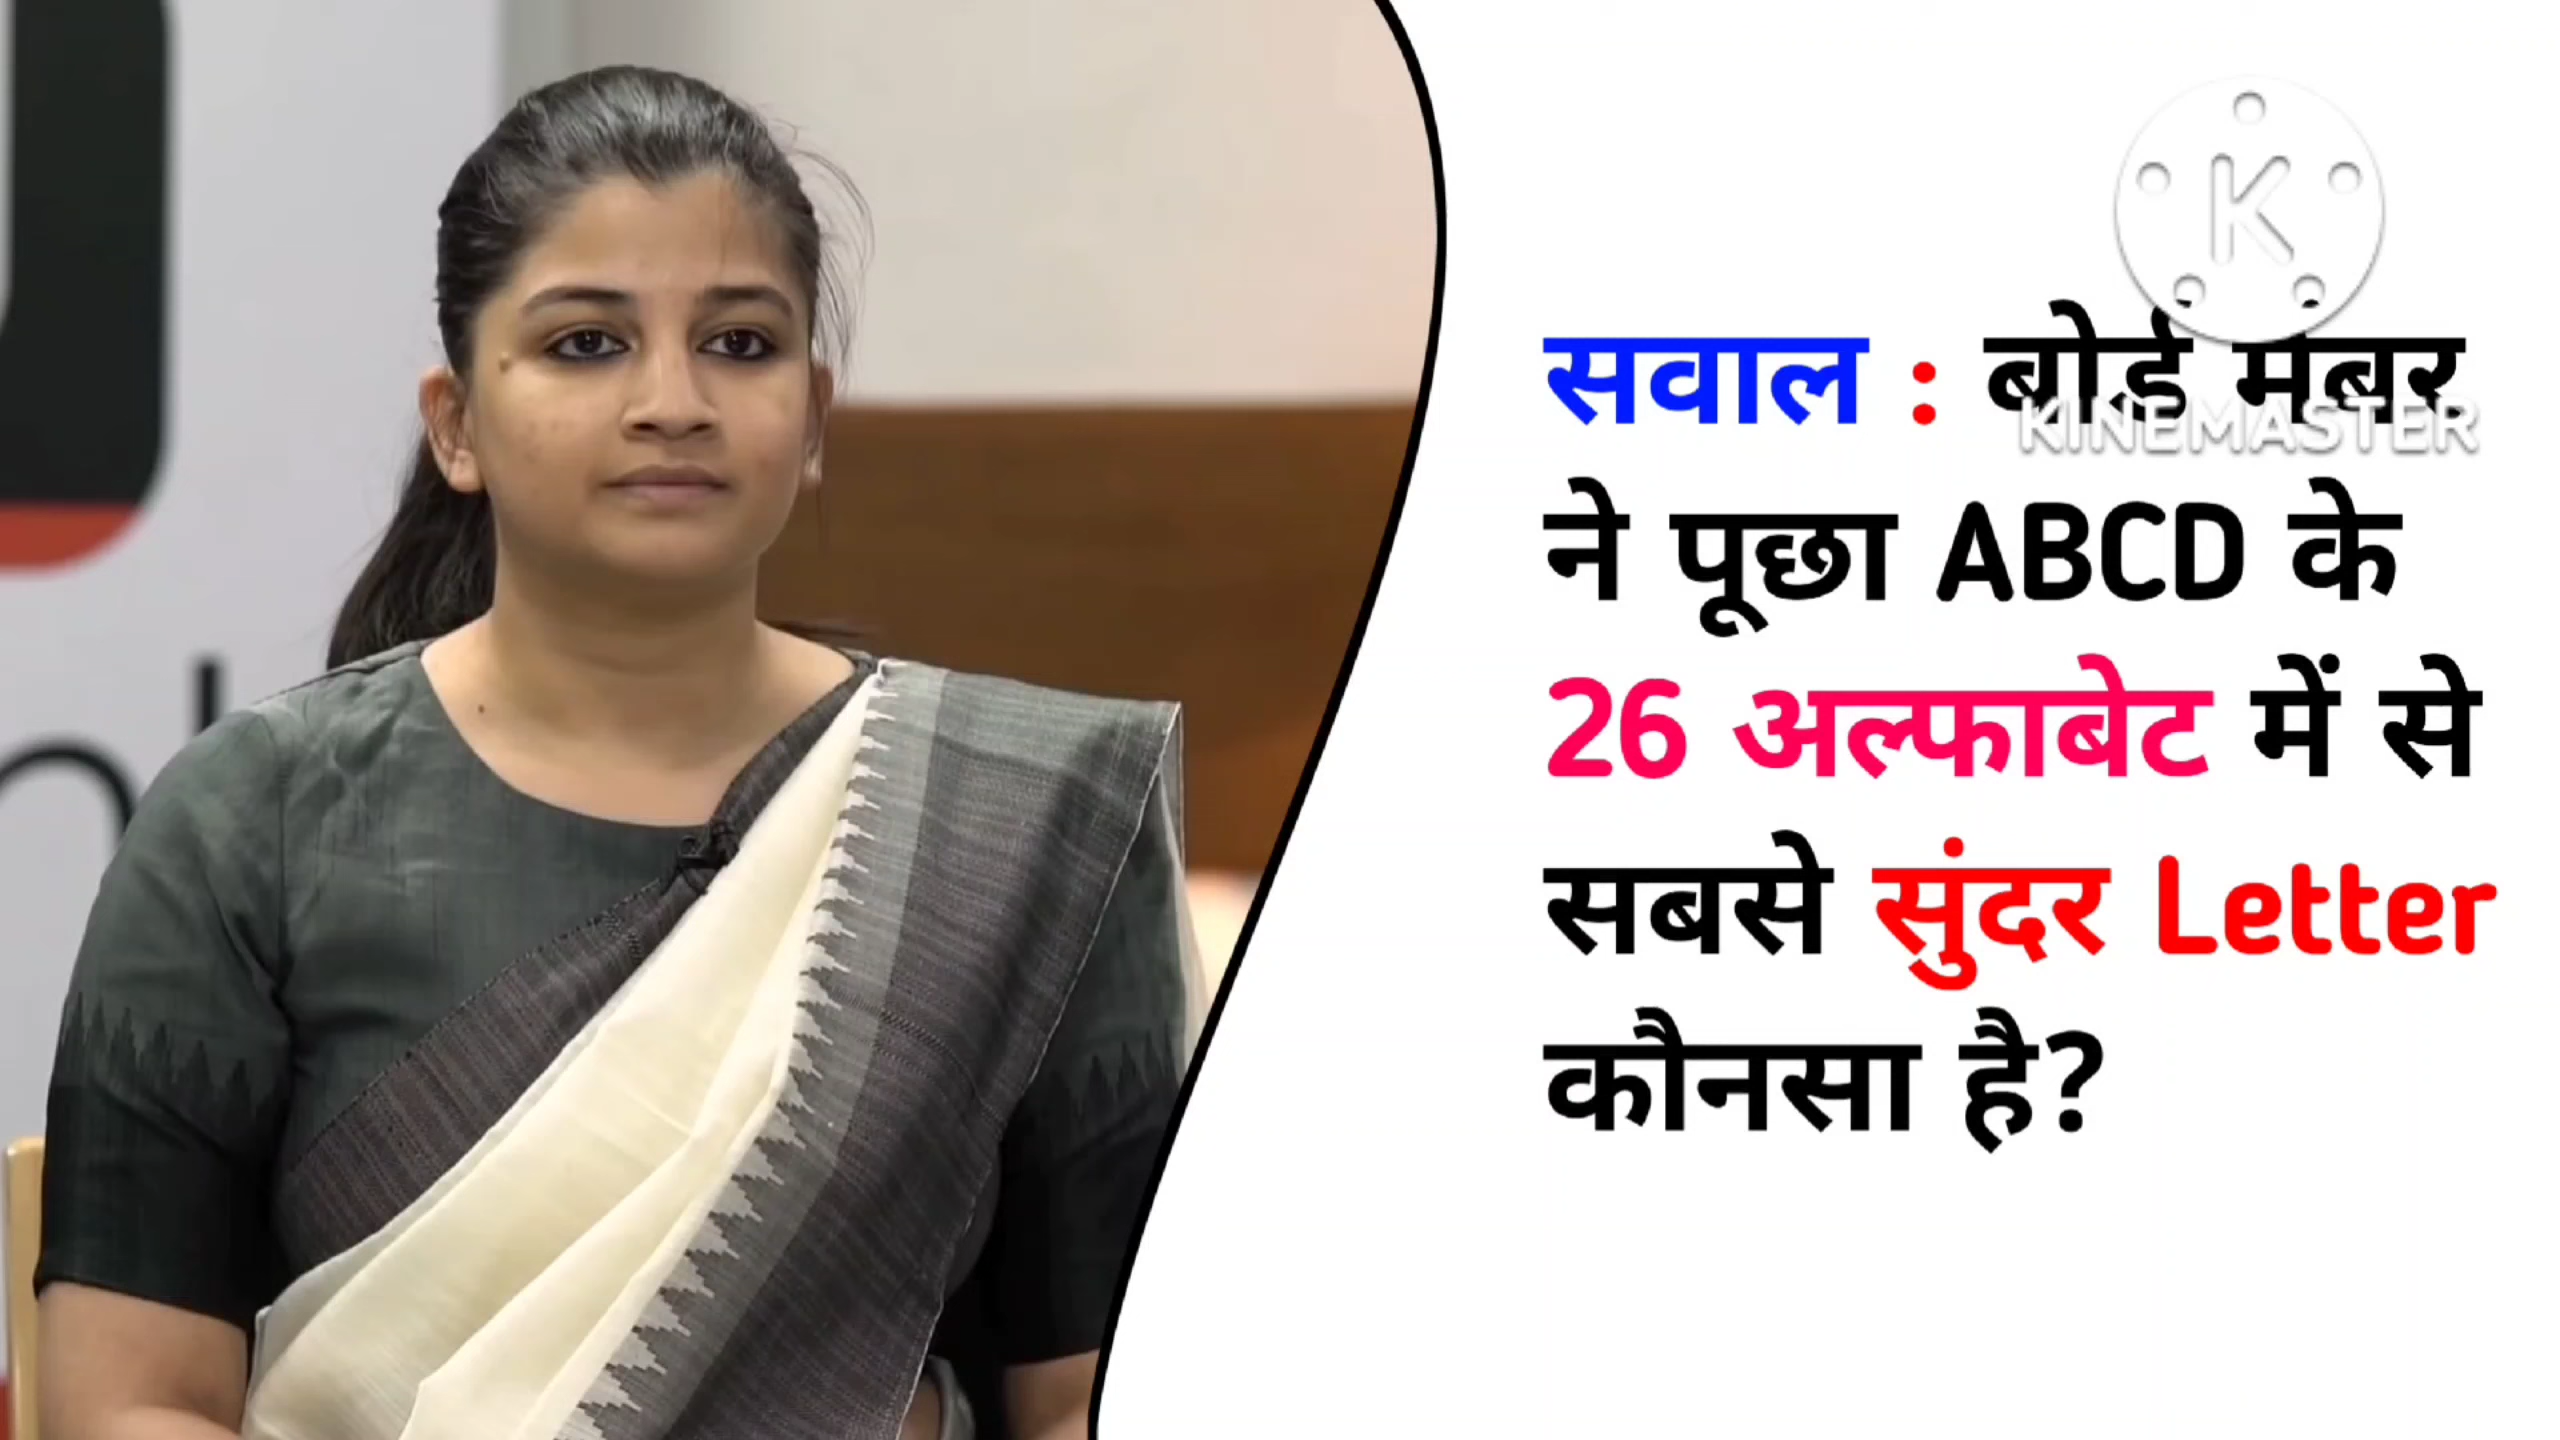 सवाल : बोर्ड मेंबर
KINEMASTER
ने पूछा ABCD के
26 अल्फाबेट में से
सबसे सुंदर Letter
कौनसा है?